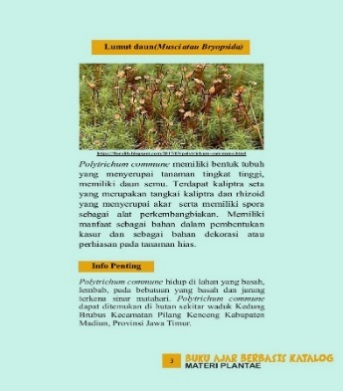 Lumut daun(Musci atau Bryopsida)
Polytrichum commune memiliki bentuk tubuh
yang menyerupai tanaman tingkat tinggi,
memiliki daun semu. Terdapat kaliptra seta
yang merupakan tangkai kaliptra dan rhizoid
yang menyerupai akar serta memiliki spora
sebagai alat perkembangbiakan. Memiliki
manfaat sebagai bahan dalam pembentukan
kasur dan sebagai bahan dekorasi atau
perhiasan pada tanaman hias.
Info Penting
Polytrichum commune hidup di lahan yang basah,
lembab, pada bebatuan yang basah dan jarang
terkena sinar matahari. Polytrichum commune
dapat ditemukan di hutan sekitar waduk Kedung
Brubus Kecamatan Pilang Kenceng Kabupaten
Madiun, Provinsi Jawa Timur.
BUKU AJAR BERBASIS KATALOG
MATERI PLANTAE